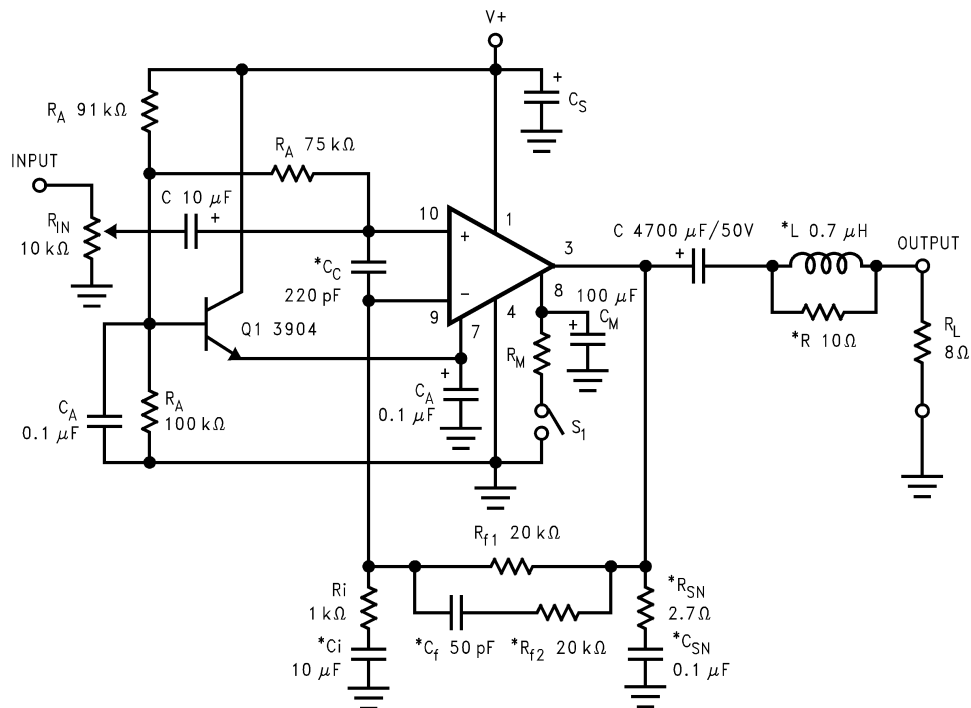 V+
+
C_S
R_A 91 kΩ
R_A 75 kΩ
INPUT
C 10 μF
+
R_IN
10 kΩ
10
+
1
*C_C
220 pF
−
9
7
4
3
8
C 4700 μF/50V
+
*L 0.7 μH
OUTPUT
*R 10Ω
R_L
8Ω
100 μF
+
C_M
R_M
S_1
Q1 3904
+
C_A
0.1 μF
C_A
0.1 μF
R_A
100 kΩ
R_f1 20 kΩ
Ri
1 kΩ
*Ci
10 μF
*C_f 50 pF
*R_f2 20 kΩ
*R_SN
2.7Ω
*C_SN
0.1 μF